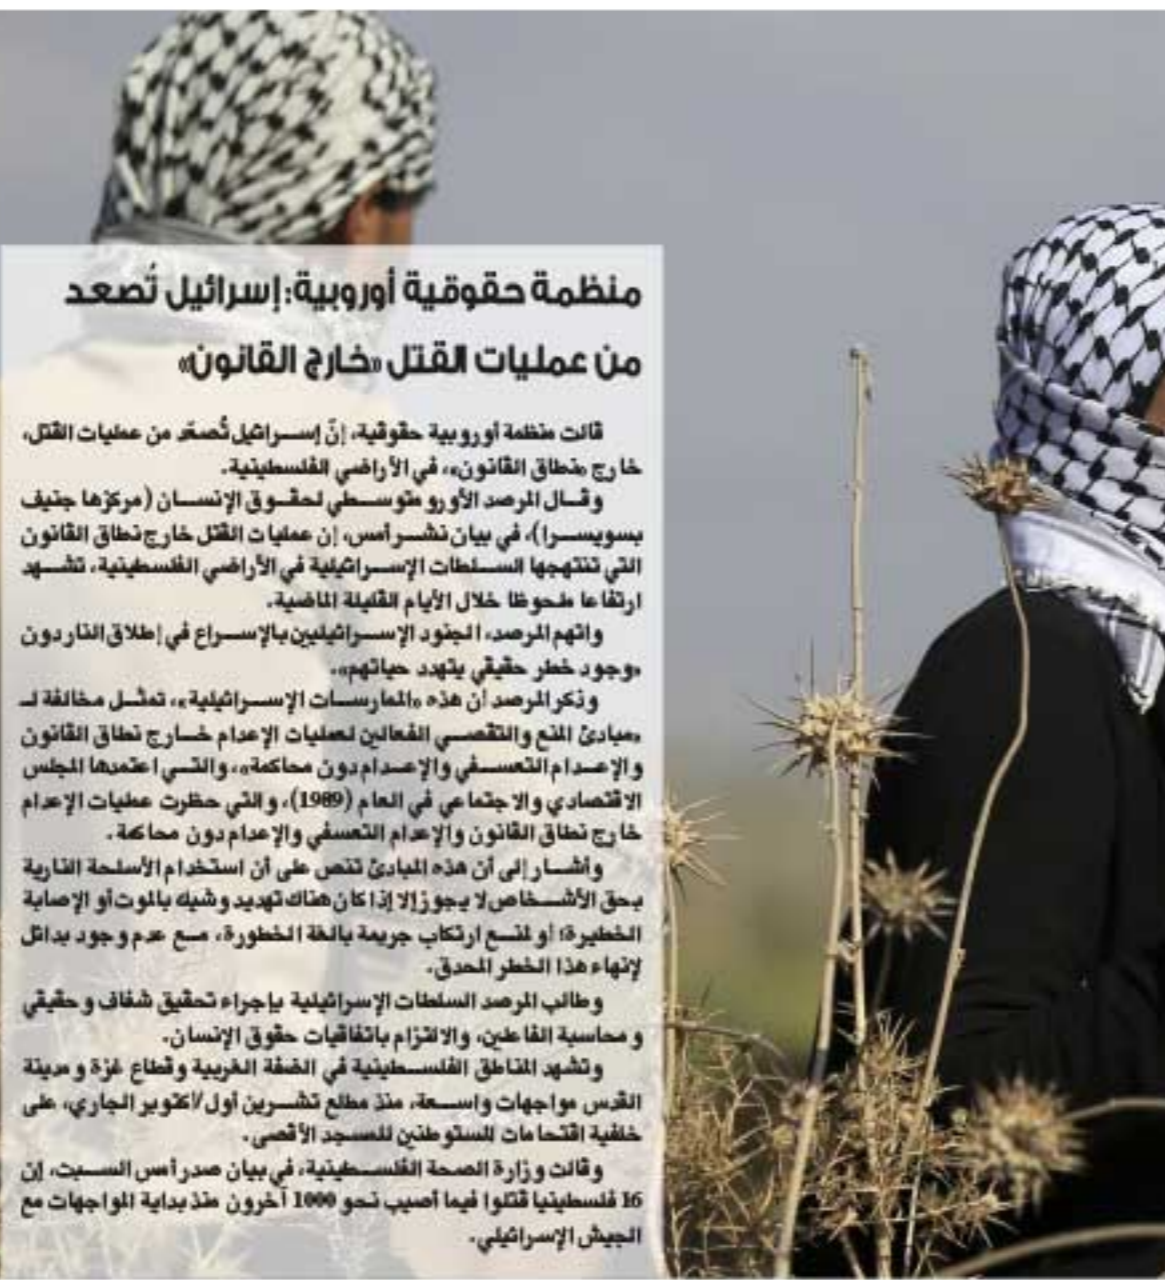 منظمة حقوقية أوروبية:إسرائيل تُصعد
من عمليات القتل «خارج القانون»
قالت منظمة أوروبية حقوقية، إنّ إسرائيل تُصعّد من عمليات القتل،
خارج «نطاق القانون»، في الأراضي الفلسطينية.
وقال المرصد الأورو متوسطي لحقوق الإنسان (مركزها جنيف
بسويسرا)، في بيان نشر أمس، إن عمليات القتل خارج نطاق القانون
التي تنتهجها السلطات الإسرائيلية في الأراضي الفلسطينية، تشهد
ارتفاعا ملحوظا خلال الأيام القليلة الماضية.
واتهم المرصد، الجنود الإسرائيليين بالإسراع في إطلاق النار دون
«وجود خطر حقيقي يتهدد حياتهم».
وذكر المرصد أن هذه «الممارسات الإسرائيلية»، تمثل مخالفة لـ
«مبادئ المنع والتقصي الفعالين لعمليات الإعدام خارج نطاق القانون
والإعدام التعسفي والإعدام دون محاكمة»، والتي اعتمدها المجلس
الاقتصادي والاجتماعي في العام (1989)، والتي حظرت عمليات الإعدام
خارج نطاق القانون والإعدام التعسفي والإعدام دون محاكمة.
وأشار إلى أن هذه المبادئ تنص على أن استخدام الأسلحة النارية
بحق الأشخاص لا يجوز إلا إذا كان هناك تهديد وشيك بالموت أو الإصابة
الخطيرة؛ أو لمنع ارتكاب جريمة بالغة الخطورة، مع عدم وجود بدائل
لإنهاء هذا الخطر المحدق.
وطالب المرصد السلطات الإسرائيلية بإجراء تحقيق شفاف وحقيقي
ومحاسبة الفاعلين، والالتزام باتفاقيات حقوق الإنسان.
وتشهد المناطق الفلسطينية في الضفة الغربية وقطاع غزة ومدينة
القدس مواجهات واسعة، منذ مطلع تشرين أول/أكتوبر الجاري، على
خلفية اقتحامات للمستوطنين للمسجد الأقصى.
وقالت وزارة الصحة الفلسطينية، في بيان صدر أمس السبت، إن
16 فلسطينيا قتلوا فيما أصيب نحو 1000 آخرون منذ بداية المواجهات مع
الجيش الإسرائيلي.